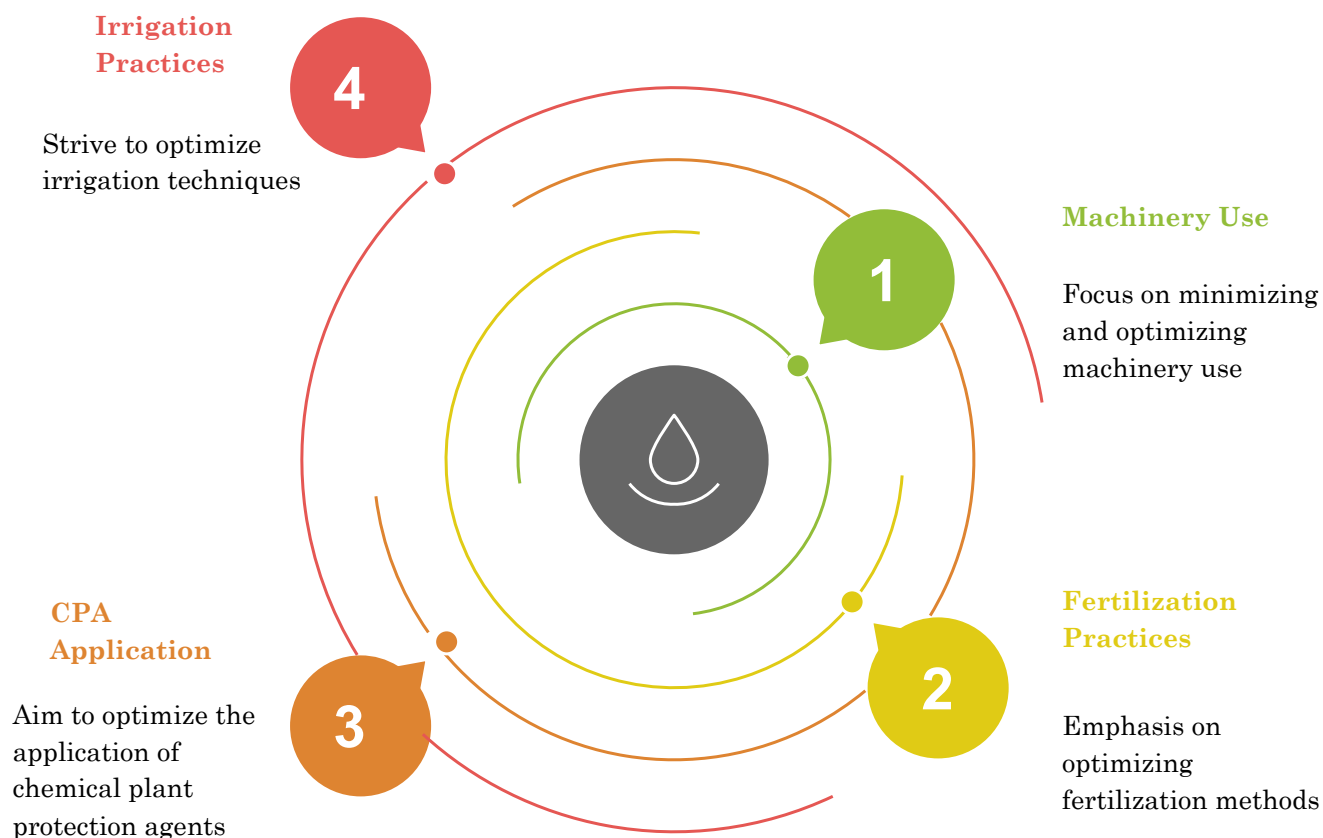 1
Machinery Use
Focus on minimizing
and optimizing
machinery use
2
Fertilization
Practices
Emphasis on
optimizing
fertilization methods
3
CPA
Application
Aim to optimize the
application of
chemical plant
protection agents
4
Irrigation
Practices
Strive to optimize
irrigation techniques